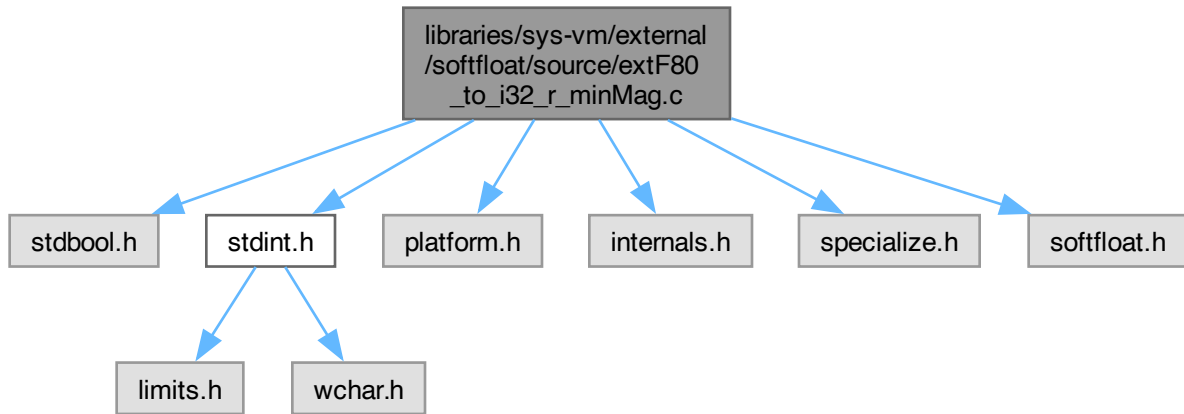 libraries/sys-vm/external
/softfloat/source/extF80
_to_i32_r_minMag.c
stdbool.h
stdint.h
platform.h
internals.h
specialize.h
softfloat.h
limits.h
wchar.h